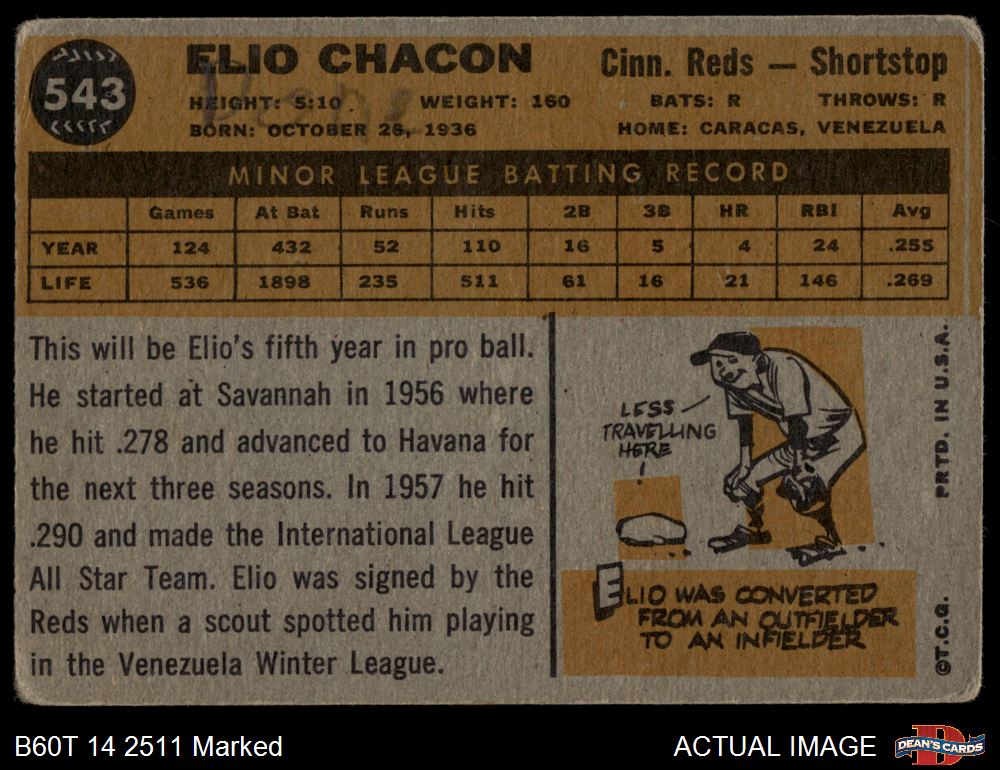 543
ELIO CHACON
Cinn. Reds — Shortstop
HEIGHT: 5:10 WEIGHT: 160 BATS: R THROWS: R
BORN: OCTOBER 26, 1936 HOME: CARACAS, VENEZUELA
MINOR LEAGUE BATTING RECORD
Games At Bat Runs Hits 2B 3B HR RBI Avg
YEAR 124 432 52 110 16 5 4 24 .255
LIFE 536 1898 235 511 61 16 21 146 .269
This will be Elio's fifth year in pro ball.
He started at Savannah in 1956 where
he hit .278 and advanced to Havana for
the next three seasons. In 1957 he hit
.290 and made the International League
All Star Team. Elio was signed by the
Reds when a scout spotted him playing
in the Venezuela Winter League.
LESS
TRAVELLING
HERE
!
ELIO WAS CONVERTED
FROM AN OUTFIELDER
TO AN INFIELDER
©T.C.G. PRTD. IN U.S.A.
B60T 14 2511 Marked
ACTUAL IMAGE
DEAN'S CARDS